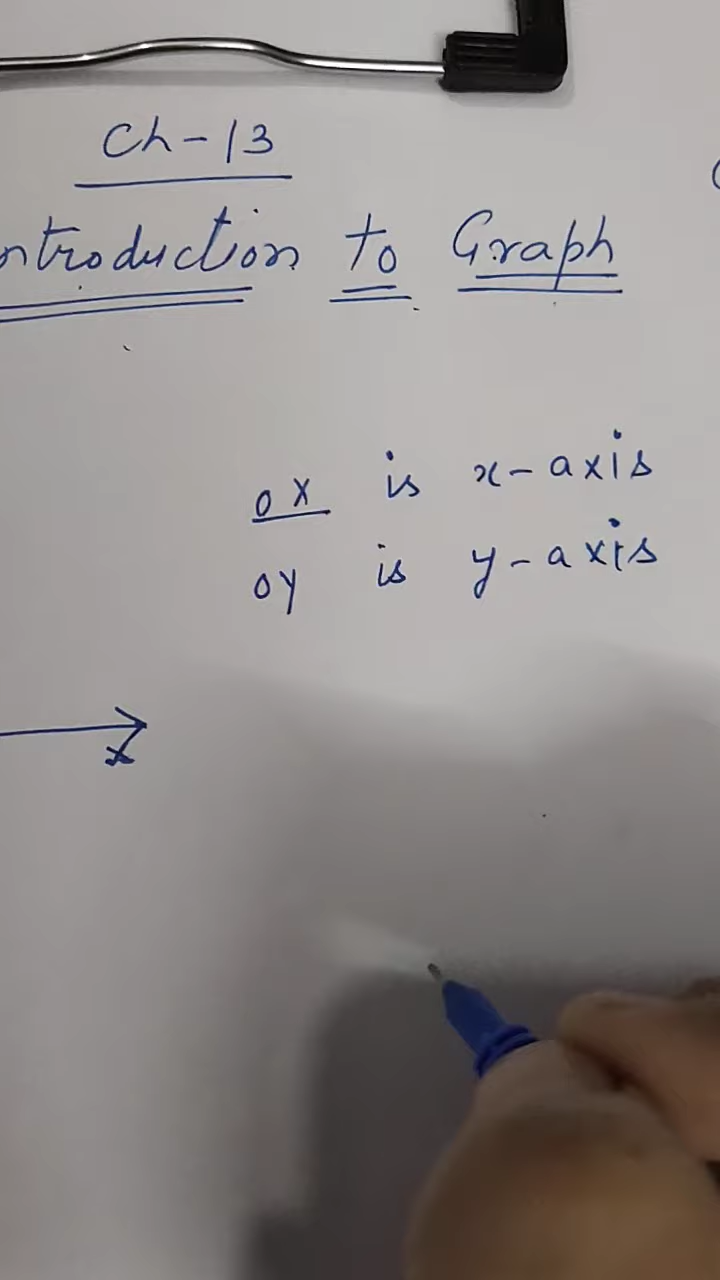 Ch-13
ntroduction to Graph
OX is x-axis
OY is y-axis
x